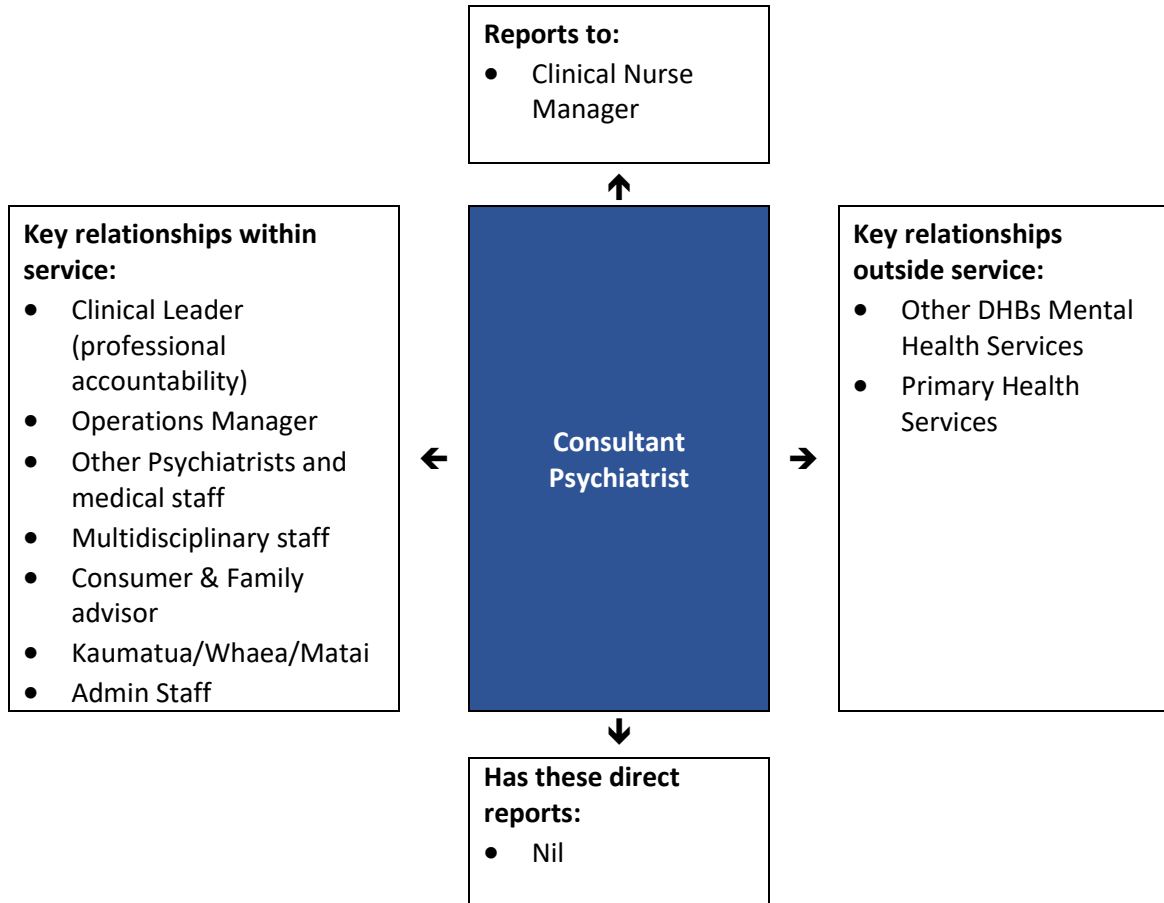 Reports to:
● Clinical Nurse
Manager
Key relationships within
service:
● Clinical Leader
(professional
accountability)
● Operations Manager
● Other Psychiatrists and
medical staff
● Multidisciplinary staff
● Consumer & Family
advisor
● Kaumatua/Whaea/Matai
● Admin Staff
Consultant
Psychiatrist
Key relationships
outside service:
● Other DHBs Mental
Health Services
● Primary Health
Services
Has these direct
reports:
● Nil